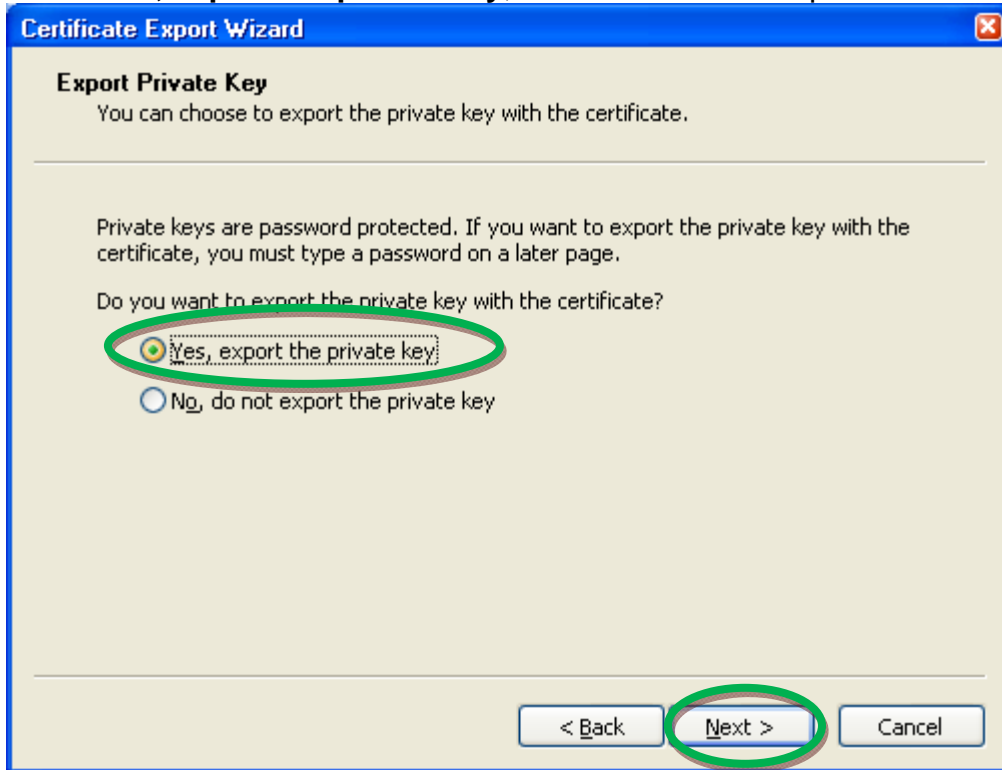 Certificate Export Wizard
Export Private Key
You can choose to export the private key with the certificate.
Private keys are password protected. If you want to export the private key with the
certificate, you must type a password on a later page.
Do you want to export the private key with the certificate?
Yes, export the private key
No, do not export the private key
< Back Next > Cancel